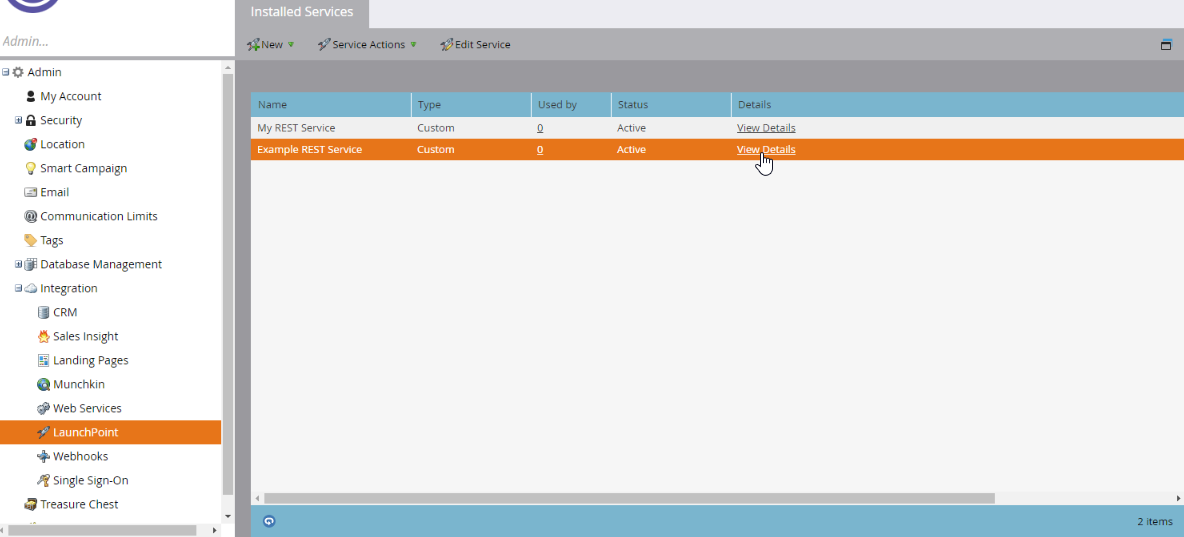 Installed Services
Admin...
New Service Actions Edit Service
Admin
My Account
Security
Location
Smart Campaign
Email
Communication Limits
Tags
Database Management
Integration
CRM
Sales Insight
Landing Pages
Munchkin
Web Services
LaunchPoint
Webhooks
Single Sign-On
Treasure Chest
Name Type Used by Status Details
My REST Service Custom 0 Active View Details
Example REST Service Custom 0 Active View Details
2 items